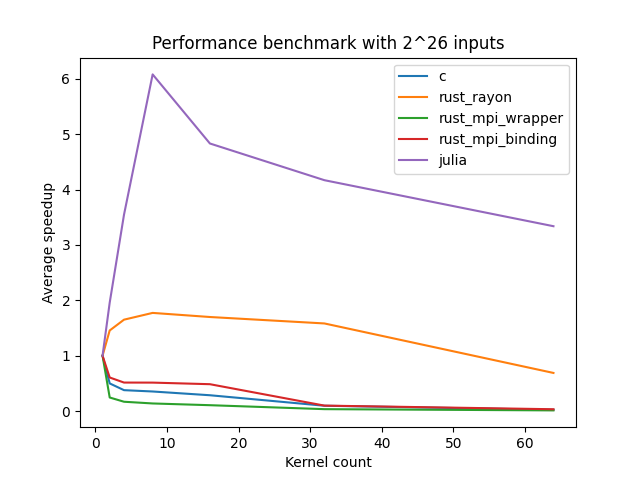 Performance benchmark with 2^26 inputs
c
rust_rayon
rust_mpi_wrapper
rust_mpi_binding
julia
Average speedup
6
5
4
3
2
1
0
0 10 20 30 40 50 60
Kernel count